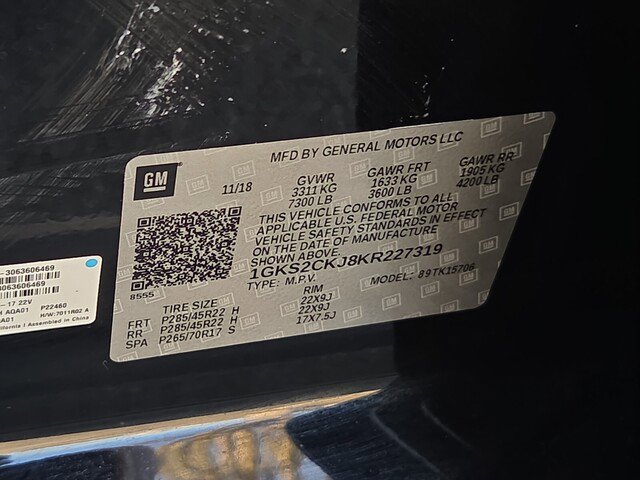 MFD BY GENERAL MOTORS LLC
GM
11/18
GVWR
3311 KG
7300 LB
GAWR FRT
1633 KG
3600 LB
GAWR RR
1905 KG
4200 LB
THIS VEHICLE CONFORMS TO ALL
APPLICABLE U.S. FEDERAL MOTOR
VEHICLE SAFETY STANDARDS IN EFFECT
ON THE DATE OF MANUFACTURE
SHOWN ABOVE.
1GKS2CKJ8KR227319
TYPE: M.P.V. MODEL: 89TK15706
8555
TIRE SIZE RIM
FRT P285/45R22 H 22X9J
RR P285/45R22 H 22X9J
SPA P265/70R17 S 17X7.5J
3063606469
3063606469
17 22V
AQA01 P22460
H/W:7011R02 A
Assembled in China